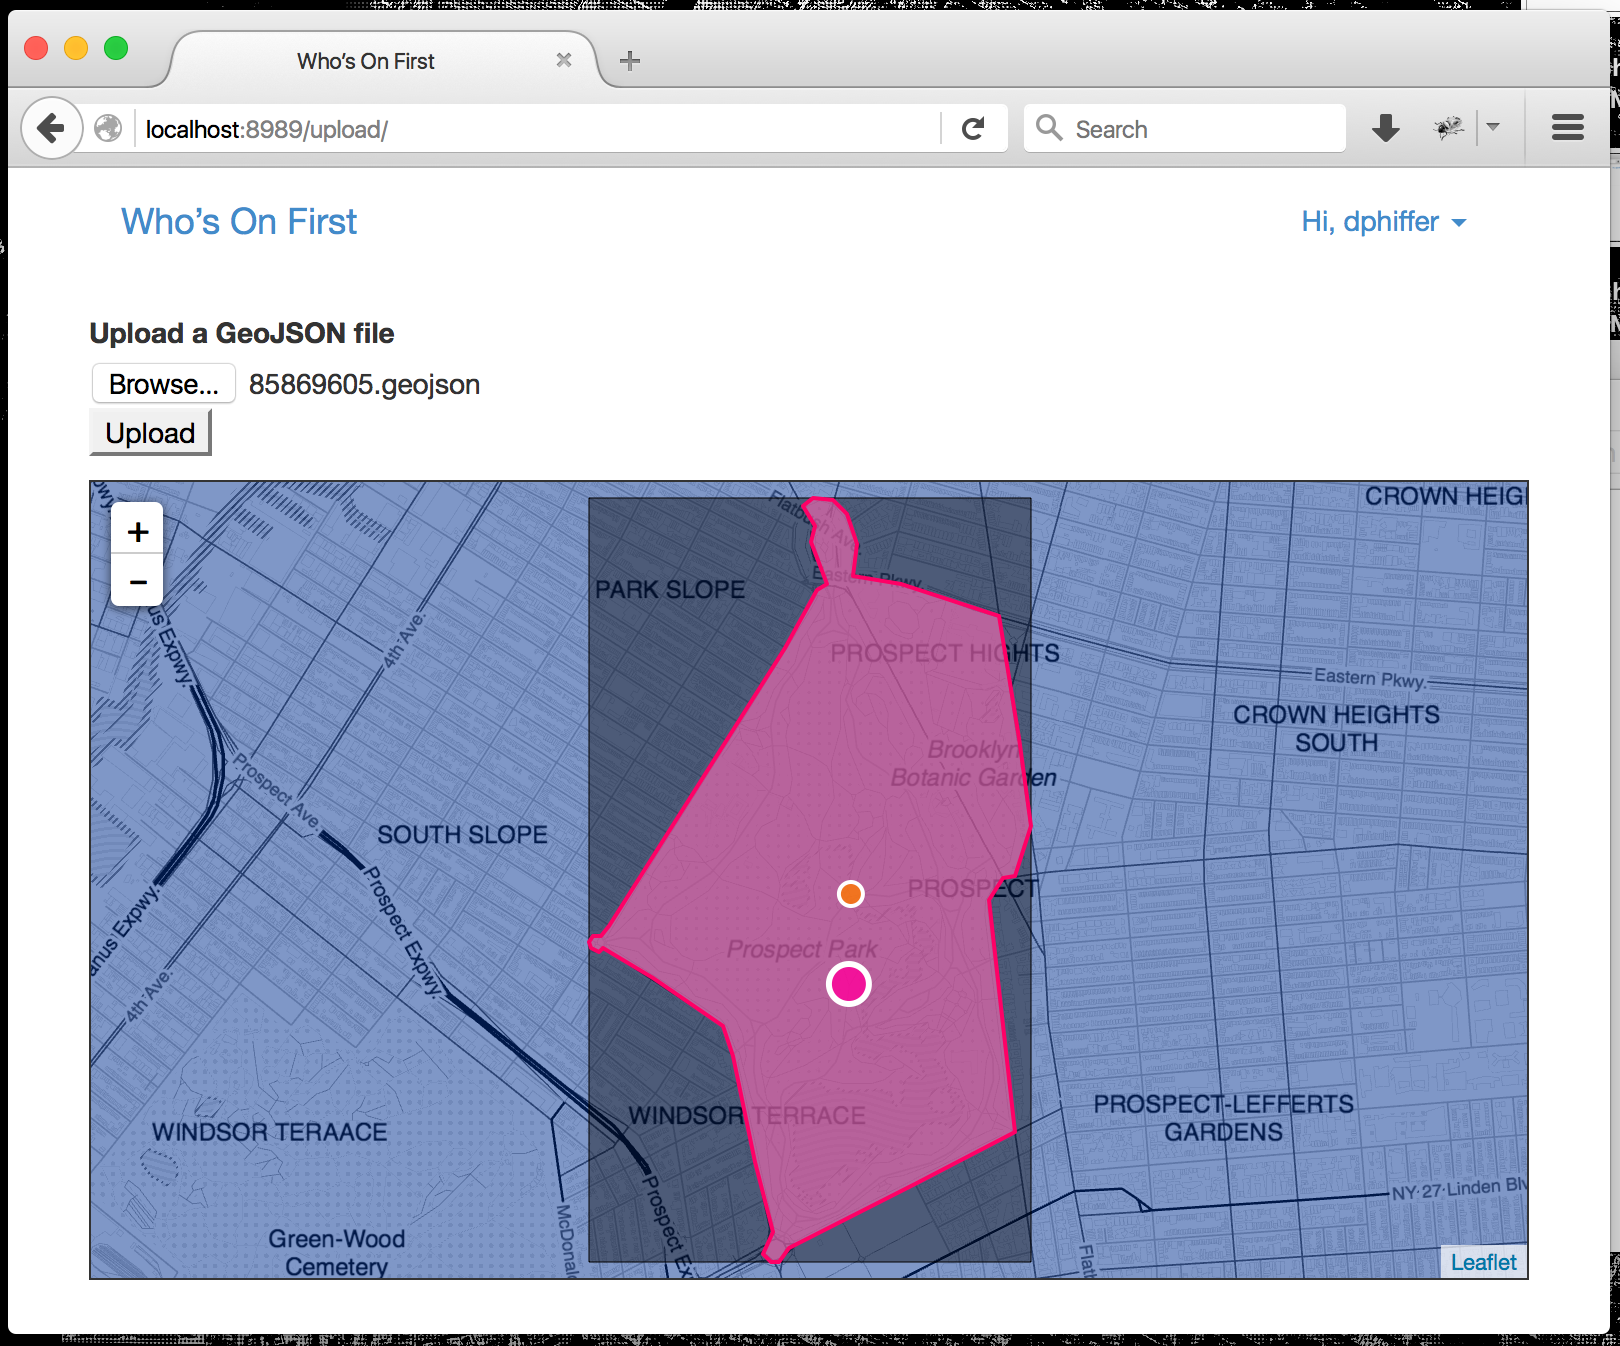 Who's On First
localhost:8989/upload/
Search
Who's On First
Hi, dphiffer
Upload a GeoJSON file
Browse... 85869605.geojson
Upload
+
−
CROWN HEIGI
Flatbush Ave.
Eastern Pkwy.
PARK SLOPE
us Expwy.
4th Ave.
PROSPECT HIGHTS
Eastern Pkwy.
CROWN HEIGHTS
SOUTH
Brooklyn
Botanic Garden
Prospect Ave.
SOUTH SLOPE
Prospect Expwy.
PROSPECT
anus Expwy.
Prospect Park
4th Ave.
WINDSOR TERRACE
PROSPECT-LEFFERTS
GARDENS
WINDSOR TERAACE
NY 27 Linden Blv
Prospect Ex
McDonal
Green-Wood
Cemetery
Flatb
Leaflet